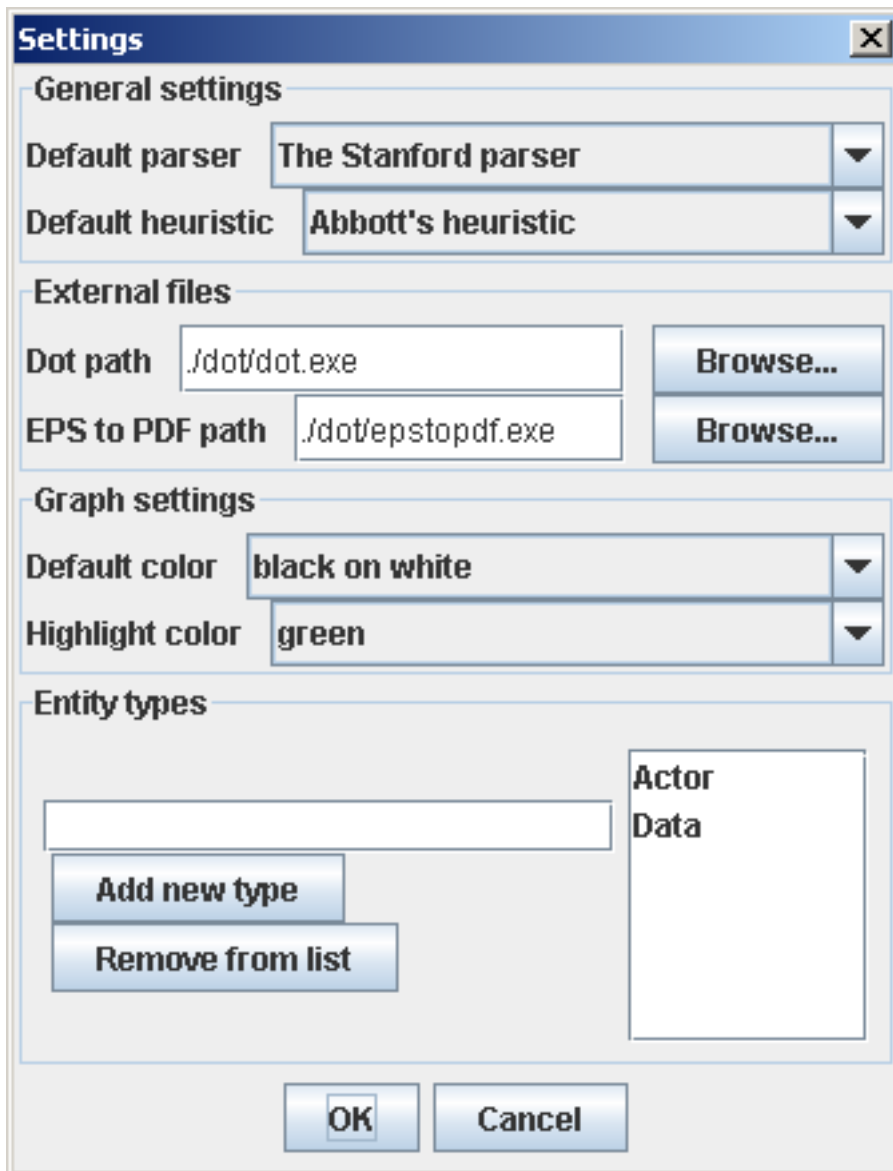 Settings
General settings
Default parser The Stanford parser
Default heuristic Abbott's heuristic
External files
Dot path ./dot/dot.exe Browse...
EPS to PDF path ./dot/epstopdf.exe Browse...
Graph settings
Default color black on white
Highlight color green
Entity types
Actor
Data
Add new type
Remove from list
OK Cancel